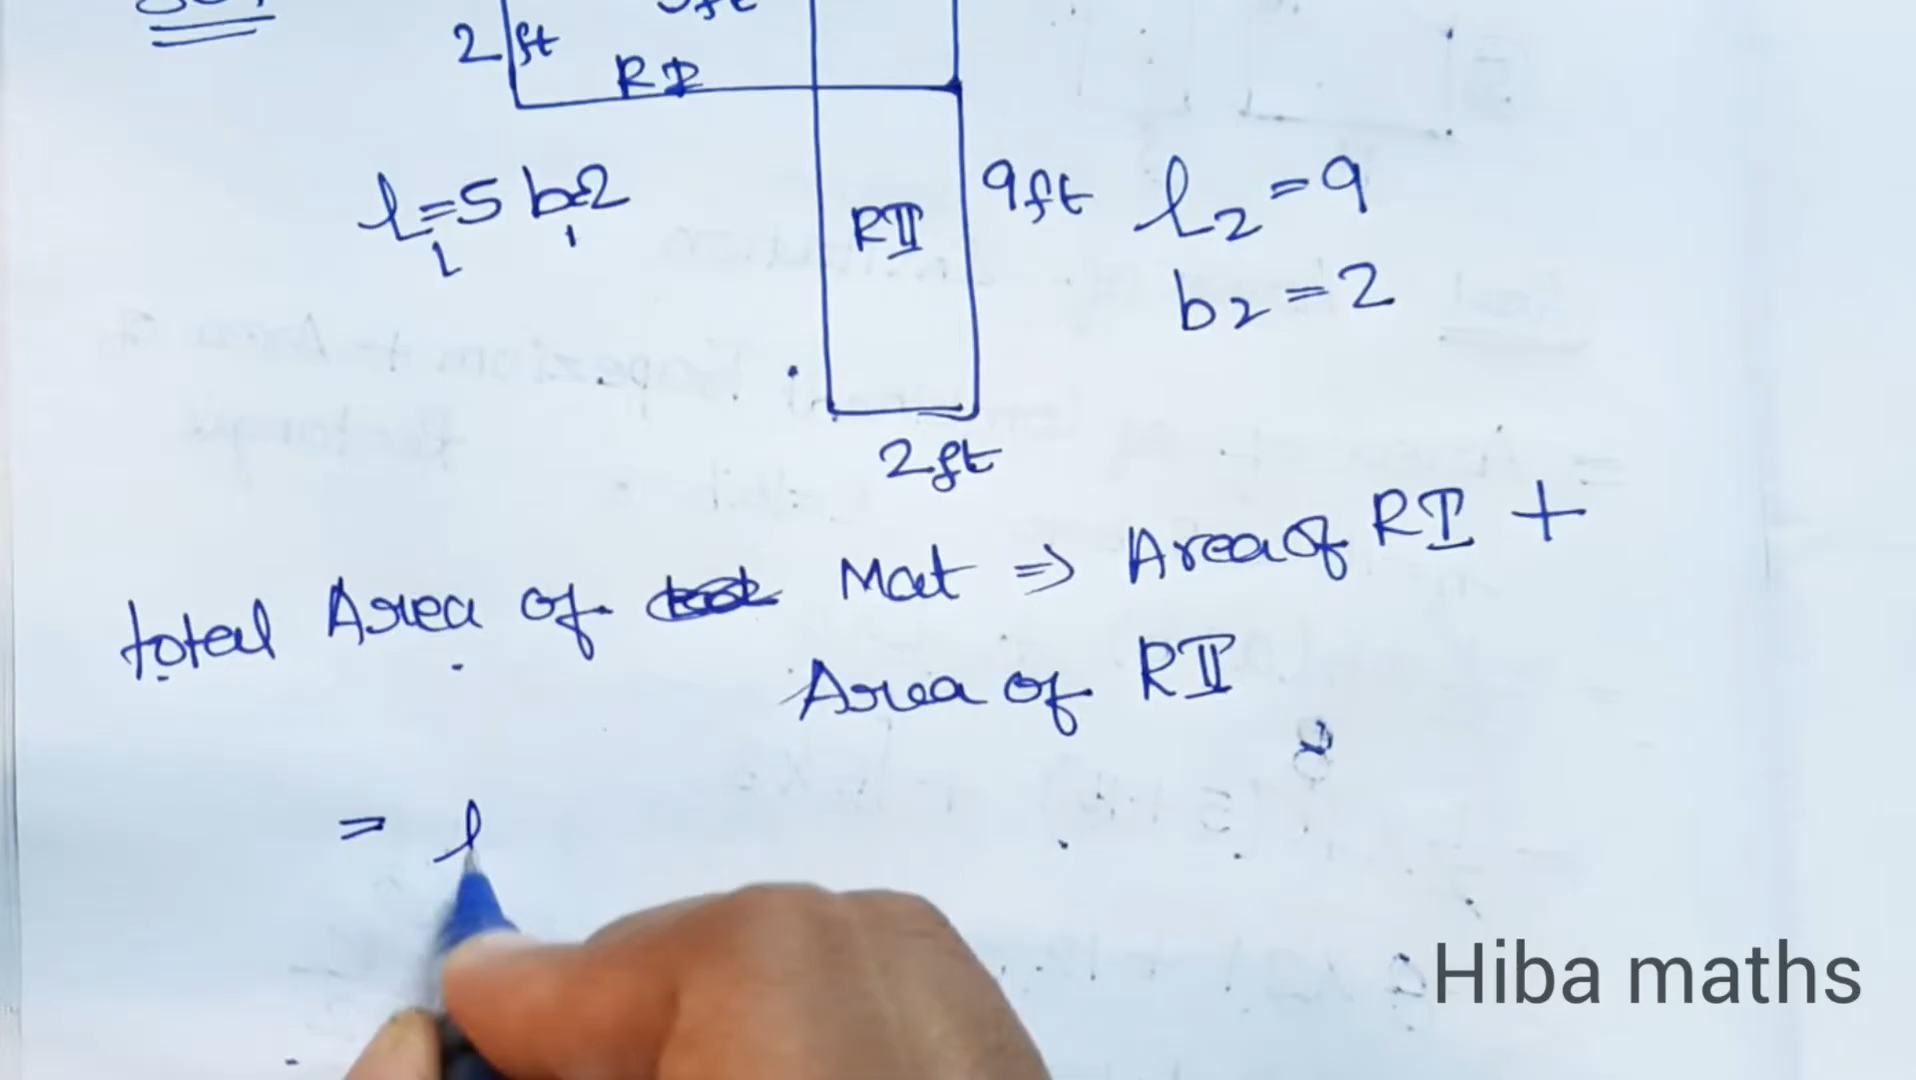 2 ft
RI
l₁=5 b₁=2
RII
9ft
l₂=9
b₂=2
2ft
total Area of Mat ⇒ Area of RI +
Area of RII
= l
Hiba maths